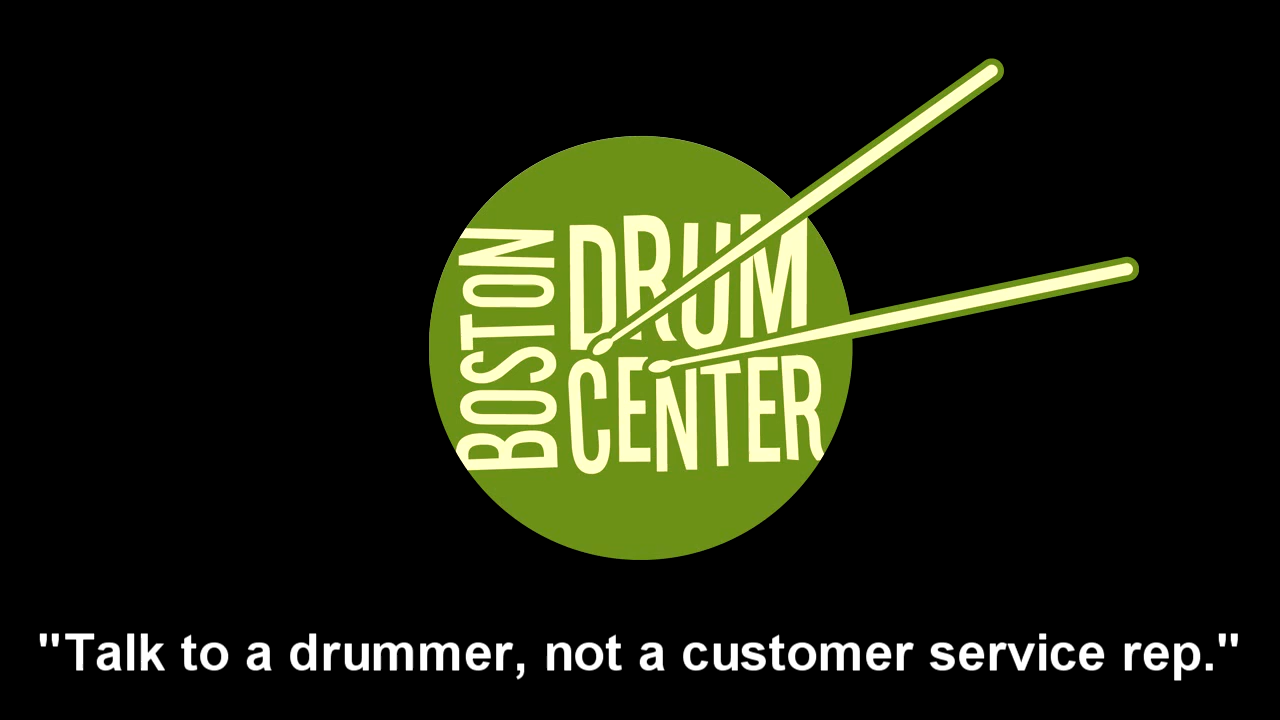 BOSTON
DRUM
CENTER
"Talk to a drummer, not a customer service rep."